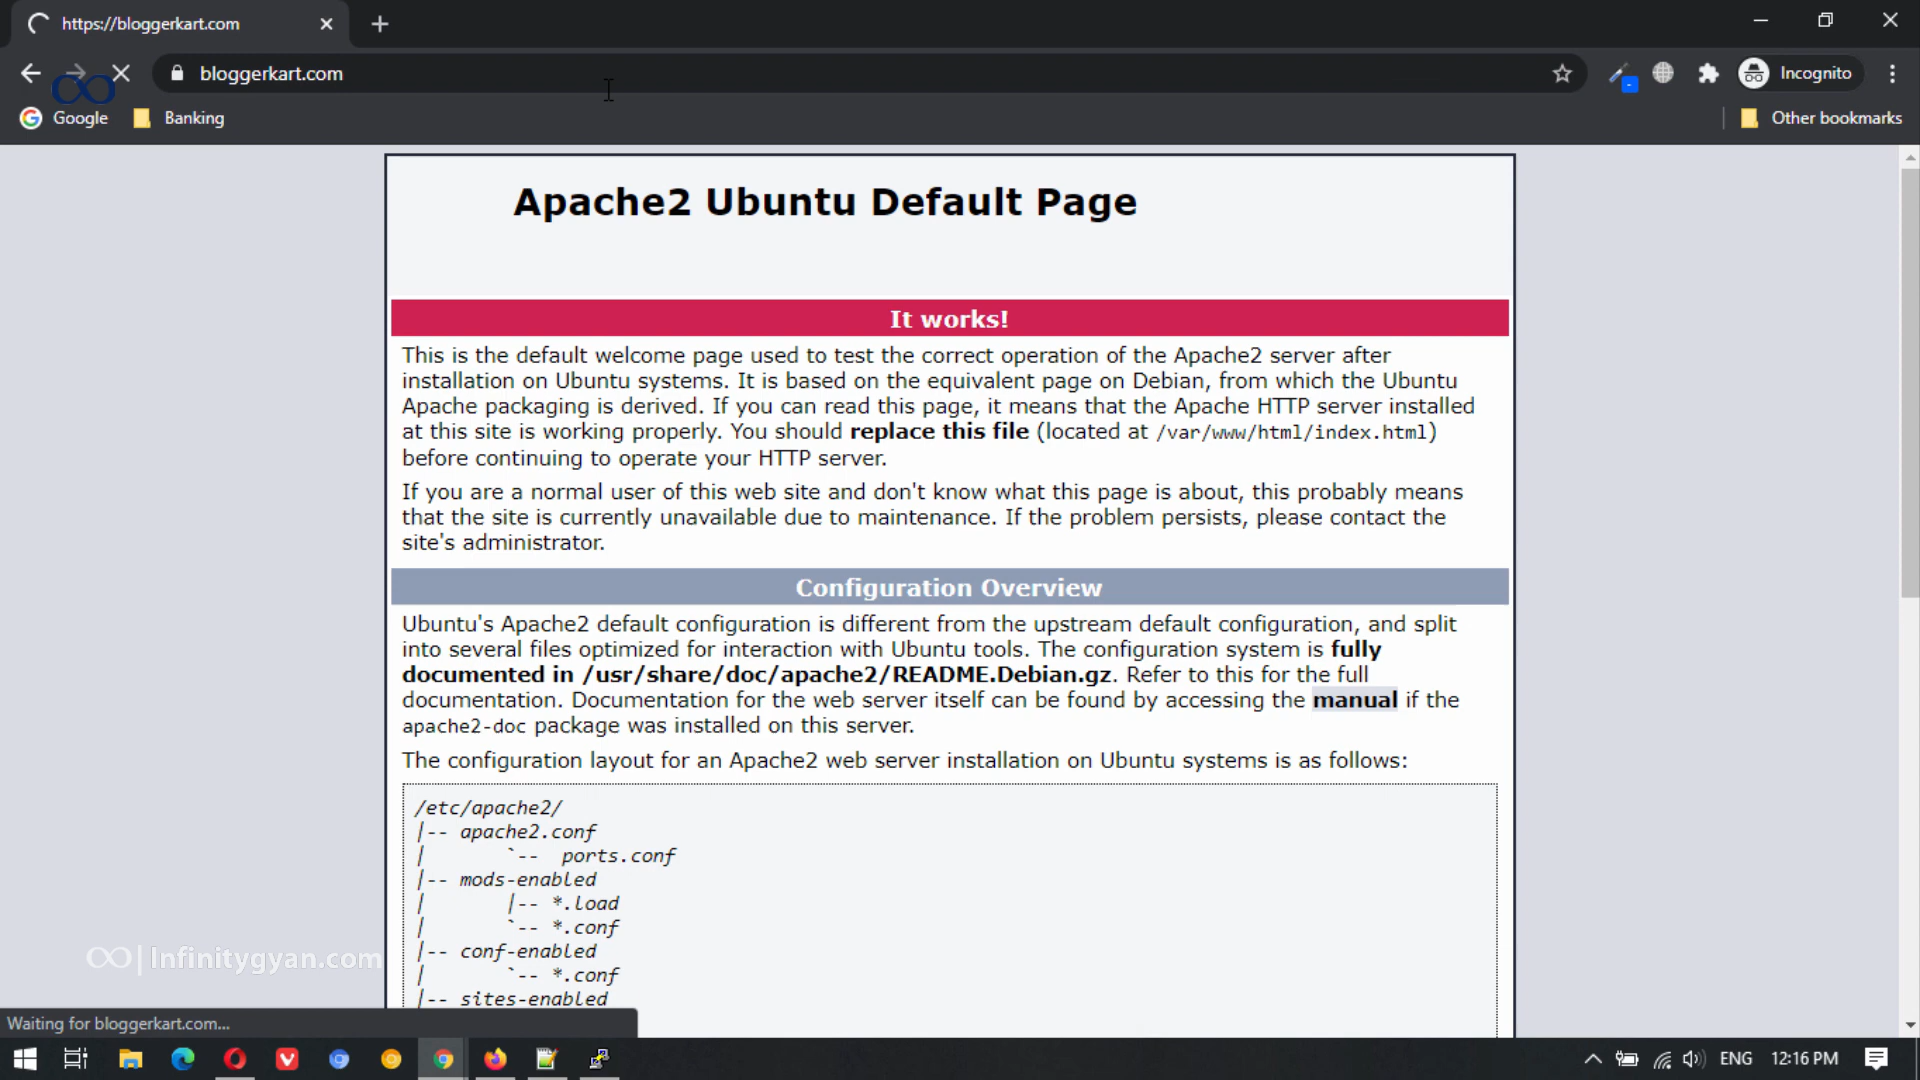 https://bloggerkart.com
bloggerkart.com
Incognito
Google
Banking
Other bookmarks
Apache2 Ubuntu Default Page
It works!
This is the default welcome page used to test the correct operation of the Apache2 server after
installation on Ubuntu systems. It is based on the equivalent page on Debian, from which the Ubuntu
Apache packaging is derived. If you can read this page, it means that the Apache HTTP server installed
at this site is working properly. You should replace this file (located at /var/www/html/index.html)
before continuing to operate your HTTP server.
If you are a normal user of this web site and don't know what this page is about, this probably means
that the site is currently unavailable due to maintenance. If the problem persists, please contact the
site's administrator.
Configuration Overview
Ubuntu's Apache2 default configuration is different from the upstream default configuration, and split
into several files optimized for interaction with Ubuntu tools. The configuration system is fully
documented in /usr/share/doc/apache2/README.Debian.gz. Refer to this for the full
documentation. Documentation for the web server itself can be found by accessing the manual if the
apache2-doc package was installed on this server.
The configuration layout for an Apache2 web server installation on Ubuntu systems is as follows:
/etc/apache2/
|-- apache2.conf
|       `--  ports.conf
|-- mods-enabled
|       |-- *.load
|       `-- *.conf
|-- conf-enabled
|       `-- *.conf
|-- sites-enabled
| Infinitygyan.com
Waiting for bloggerkart.com...
ENG
12:16 PM